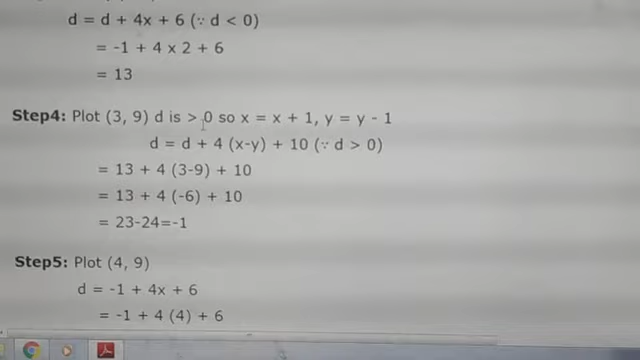 d = d + 4x + 6 (∵ d < 0)
= -1 + 4 x 2 + 6
= 13
Step4: Plot (3, 9) d is > 0 so x = x + 1, y = y - 1
d = d + 4 (x-y) + 10 (∵ d > 0)
= 13 + 4 (3-9) + 10
= 13 + 4 (-6) + 10
= 23-24=-1
Step5: Plot (4, 9)
d = -1 + 4x + 6
= -1 + 4 (4) + 6